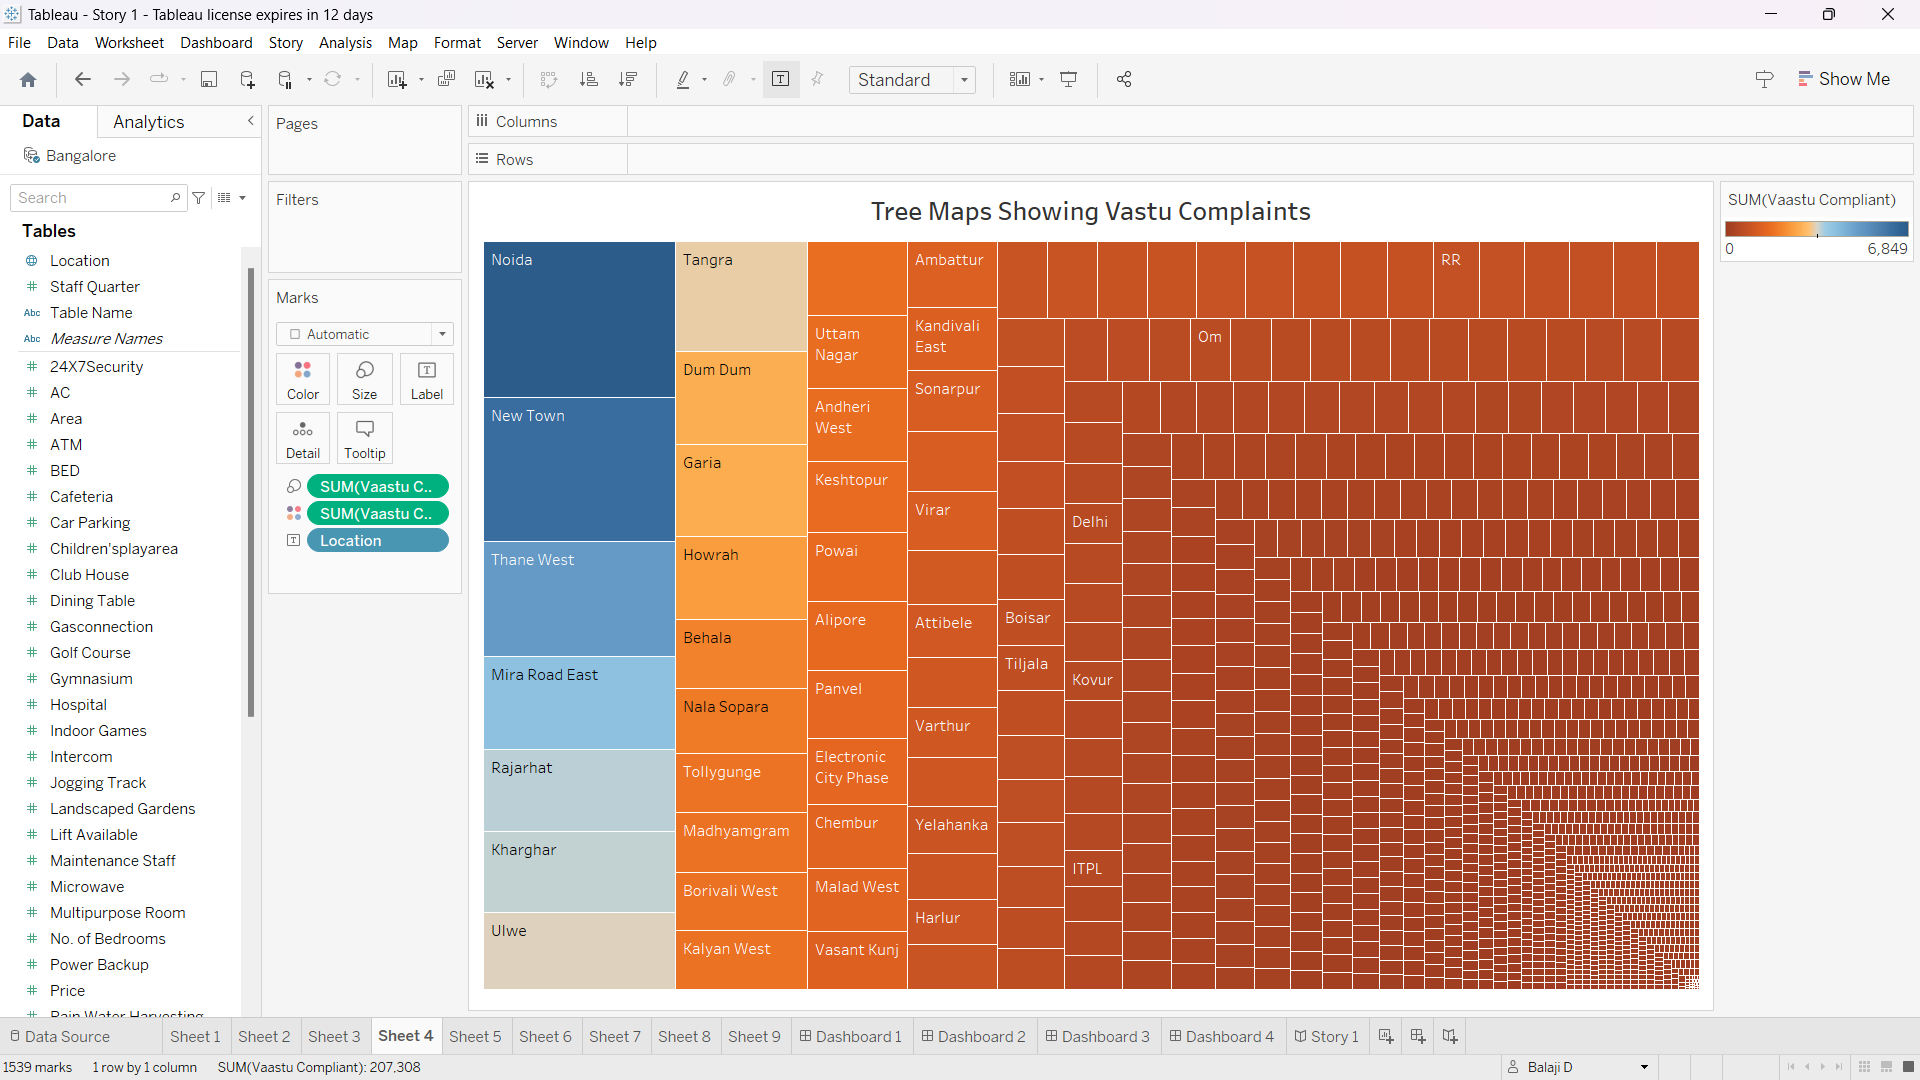 Tableau - Story 1 - Tableau license expires in 12 days
File Data Worksheet Dashboard Story Analysis Map Format Server Window Help
Standard
Show Me
Data
Analytics
Bangalore
Search
Tables
Location
Staff Quarter
Abc Table Name
Abc Measure Names
24X7Security
AC
Area
ATM
BED
Cafeteria
Car Parking
Children'splayarea
Club House
Dining Table
Gasconnection
Golf Course
Gymnasium
Hospital
Indoor Games
Intercom
Jogging Track
Landscaped Gardens
Lift Available
Maintenance Staff
Microwave
Multipurpose Room
No. of Bedrooms
Power Backup
Price
Rain Water Harvesting
Pages
Filters
Marks
Automatic
Color Size Label
Detail Tooltip
SUM(Vaastu C..
SUM(Vaastu C..
Location
Columns
Rows
Tree Maps Showing Vastu Complaints
Noida
New Town
Thane West
Mira Road East
Rajarhat
Kharghar
Ulwe
Tangra
Dum Dum
Garia
Howrah
Behala
Nala Sopara
Tollygunge
Madhyamgram
Borivali West
Kalyan West
Uttam
Nagar
Andheri
West
Keshtopur
Powai
Alipore
Panvel
Electronic
City Phase
Chembur
Malad West
Vasant Kunj
Ambattur
Kandivali
East
Sonarpur
Virar
Attibele
Varthur
Yelahanka
Harlur
Boisar
Tiljala
Delhi
Kovur
ITPL
Om
RR
SUM(Vaastu Compliant)
0 6,849
Data Source Sheet 1 Sheet 2 Sheet 3 Sheet 4 Sheet 5 Sheet 6 Sheet 7 Sheet 8 Sheet 9 Dashboard 1 Dashboard 2 Dashboard 3 Dashboard 4 Story 1
1539 marks 1 row by 1 column SUM(Vaastu Compliant): 207,308
Balaji D